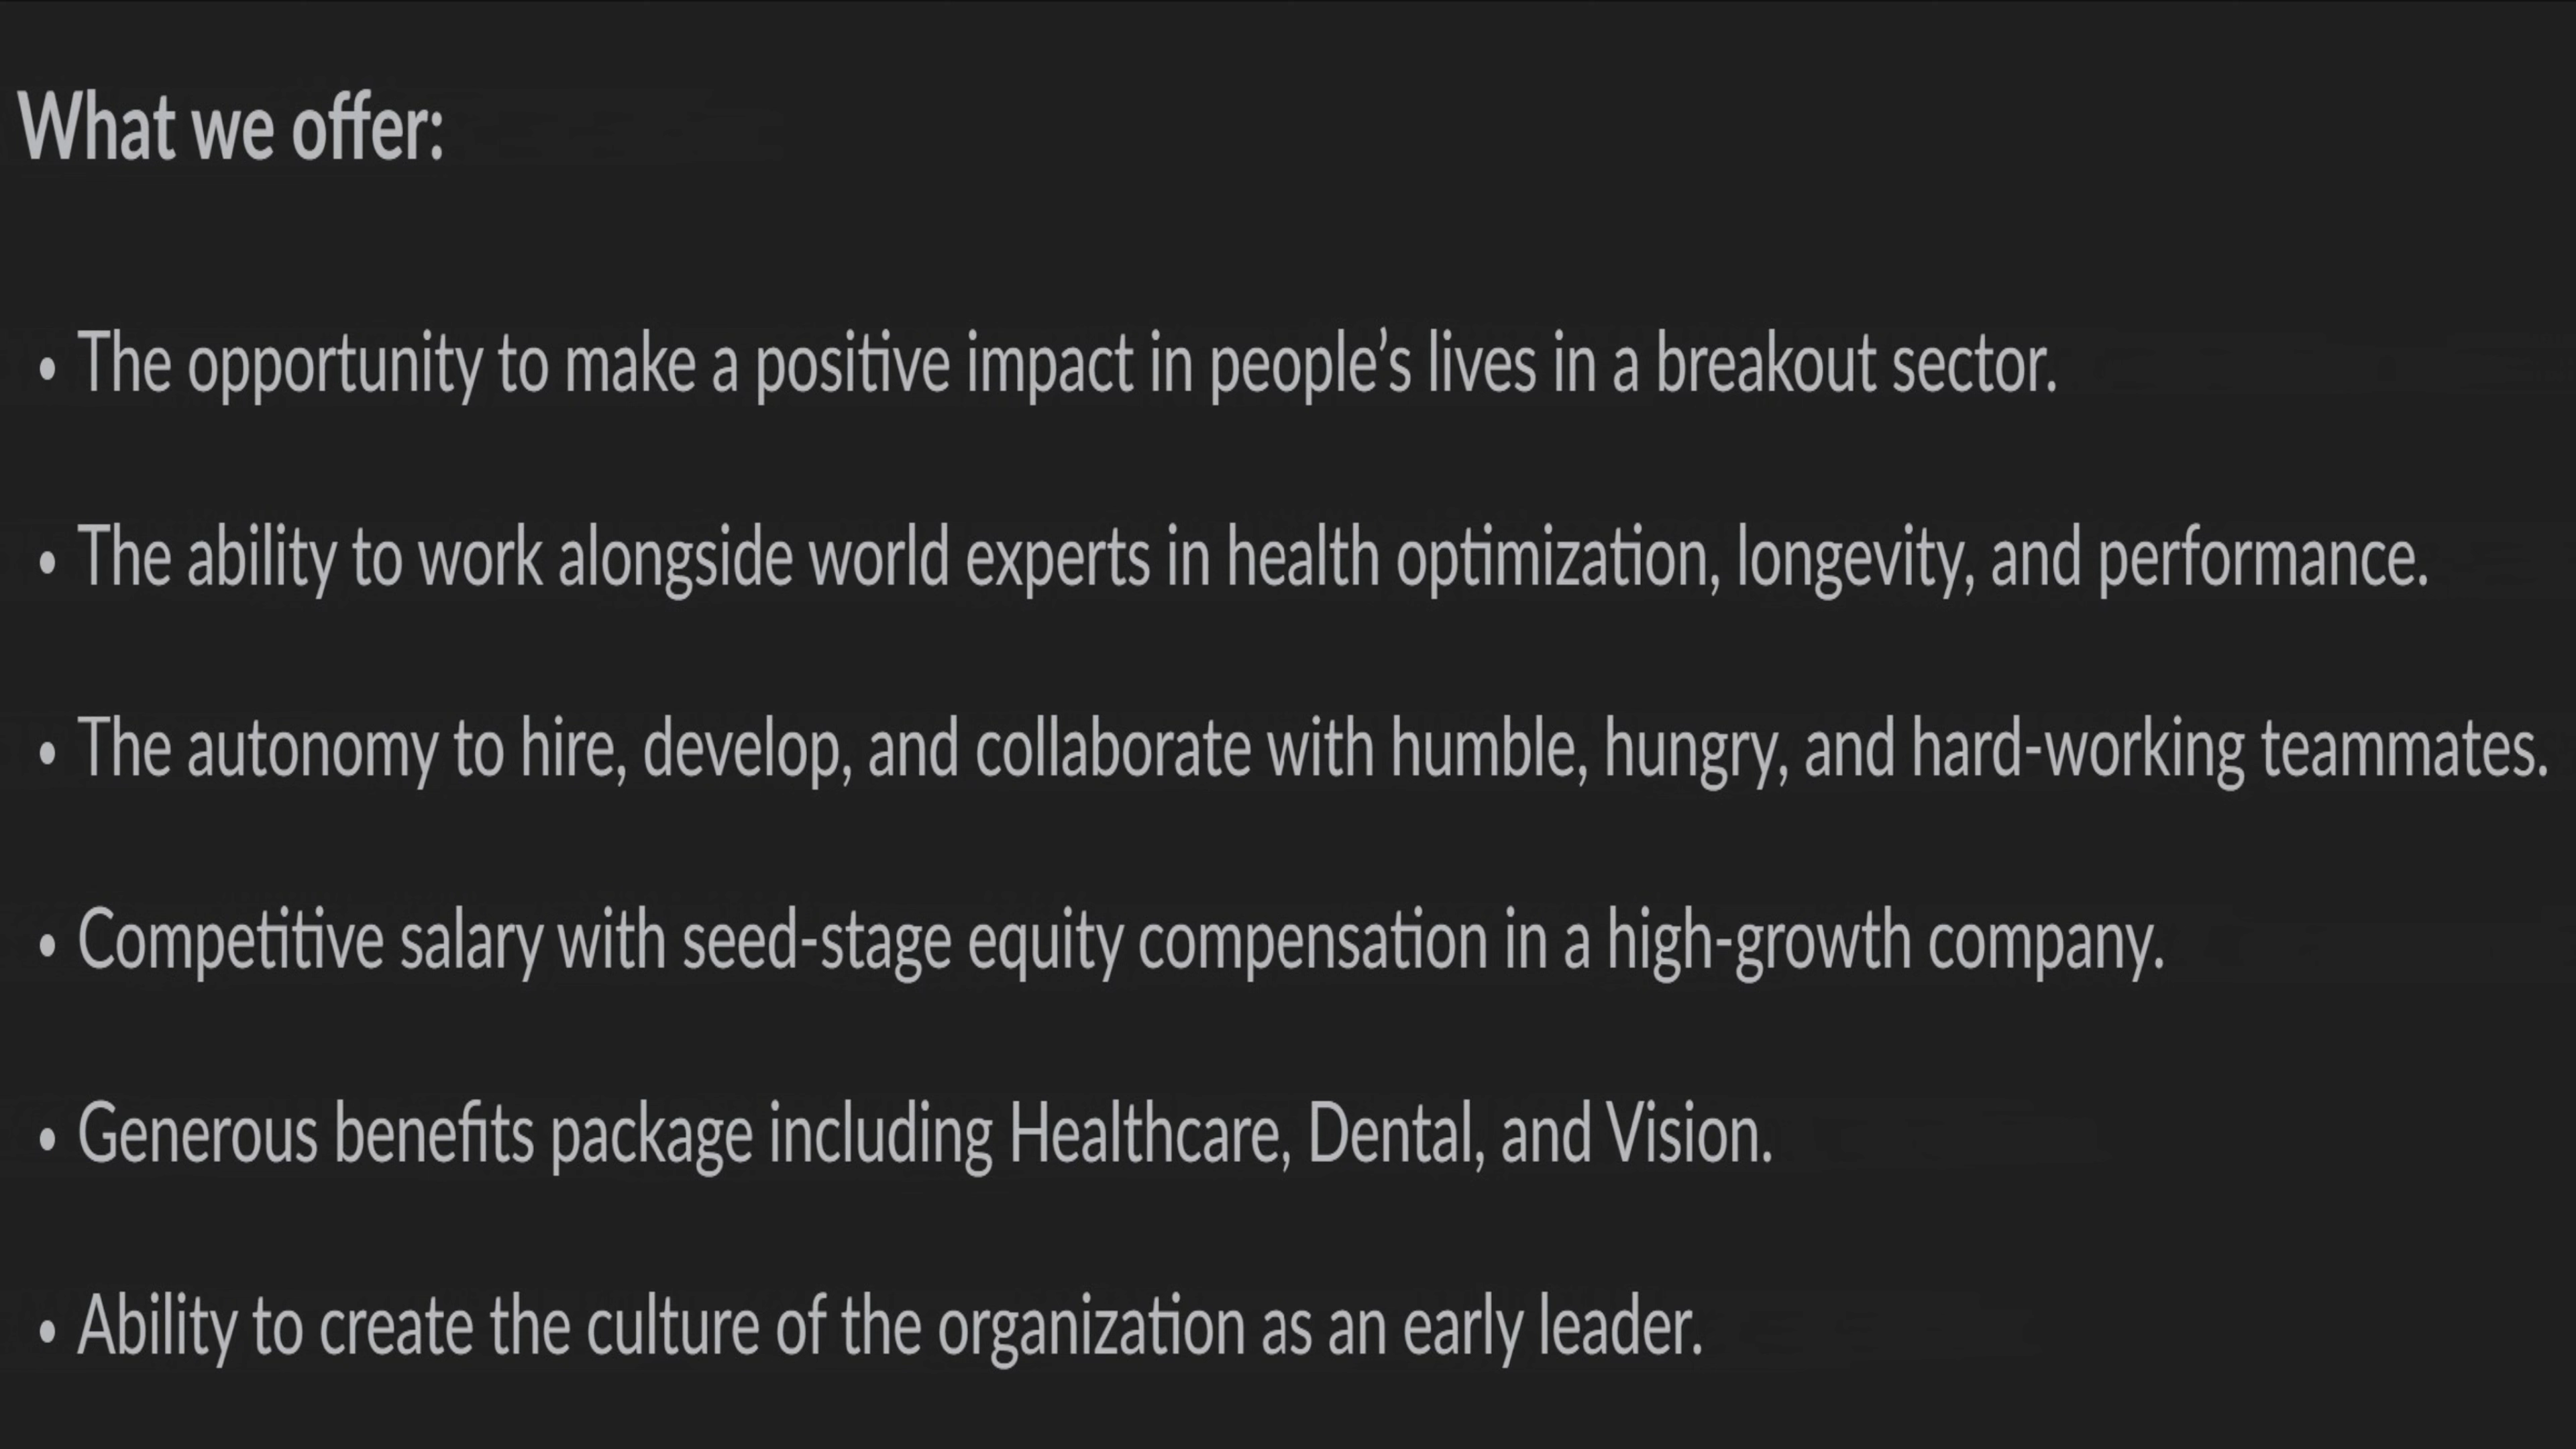 What we offer:
• The opportunity to make a positive impact in people’s lives in a breakout sector.
• The ability to work alongside world experts in health optimization, longevity, and performance.
• The autonomy to hire, develop, and collaborate with humble, hungry, and hard-working teammates.
• Competitive salary with seed-stage equity compensation in a high-growth company.
• Generous benefits package including Healthcare, Dental, and Vision.
• Ability to create the culture of the organization as an early leader.